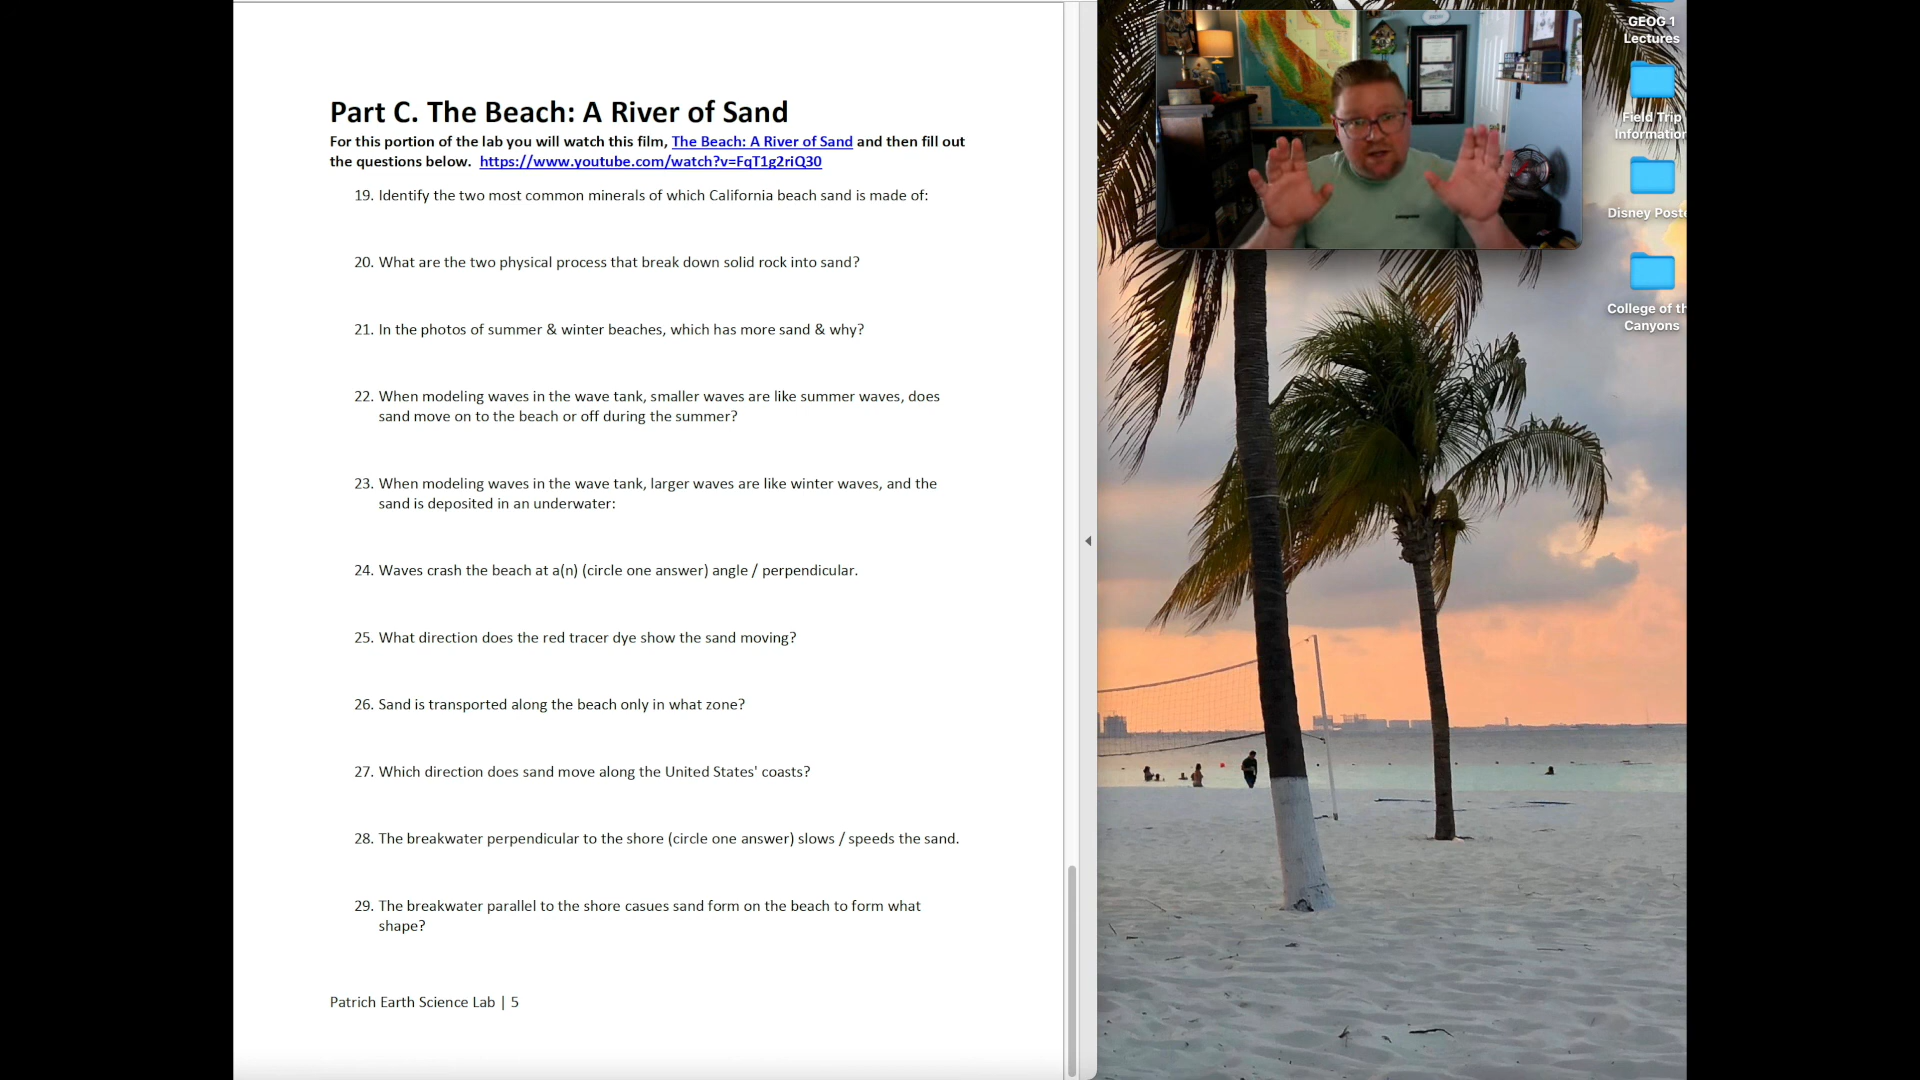 Part C. The Beach: A River of Sand
For this portion of the lab you will watch this film, The Beach: A River of Sand and then fill out
the questions below. https://www.youtube.com/watch?v=FqT1g2riQ30
19. Identify the two most common minerals of which California beach sand is made of:
20. What are the two physical process that break down solid rock into sand?
21. In the photos of summer & winter beaches, which has more sand & why?
22. When modeling waves in the wave tank, smaller waves are like summer waves, does
sand move on to the beach or off during the summer?
23. When modeling waves in the wave tank, larger waves are like winter waves, and the
sand is deposited in an underwater:
24. Waves crash the beach at a(n) (circle one answer) angle / perpendicular.
25. What direction does the red tracer dye show the sand moving?
26. Sand is transported along the beach only in what zone?
27. Which direction does sand move along the United States' coasts?
28. The breakwater perpendicular to the shore (circle one answer) slows / speeds the sand.
29. The breakwater parallel to the shore casues sand form on the beach to form what
shape?
Patrich Earth Science Lab | 5
GEOG 1
Lectures
Field Trip
Information
Disney Poste
College of th
Canyons